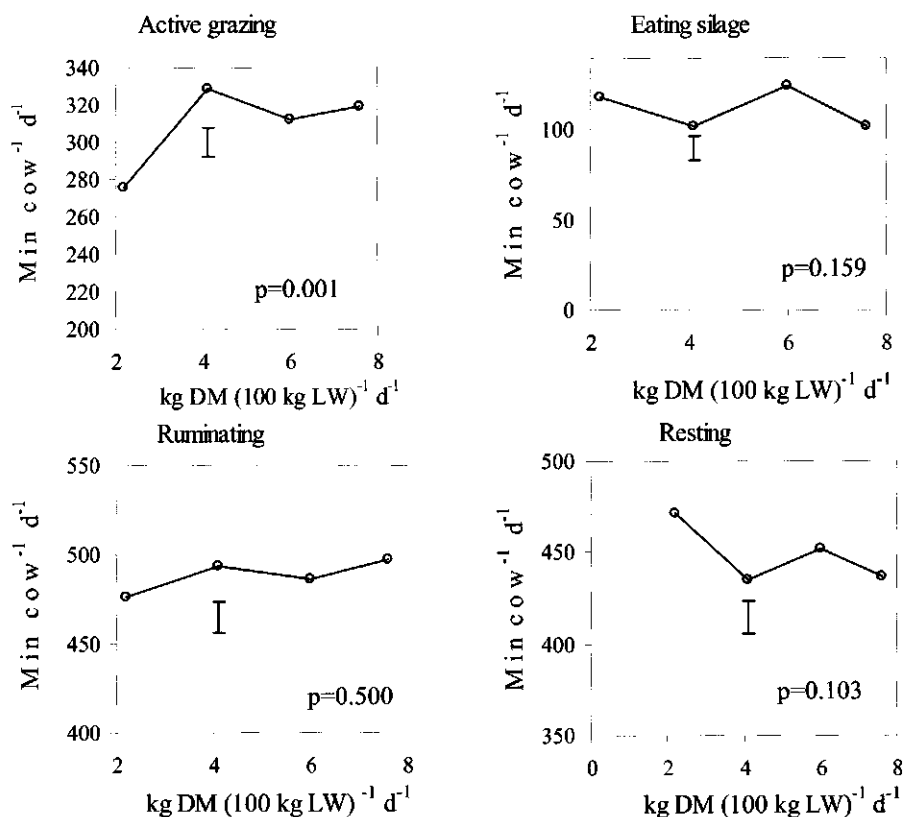 Active grazing
Min cow⁻¹ d⁻¹
340
320
300
280
260
240
220
200
p=0.001
2 4 6 8
kg DM (100 kg LW)⁻¹ d⁻¹
Eating silage
Min cow⁻¹ d⁻¹
100
50
0
p=0.159
2 4 6 8
kg DM (100 kg LW)⁻¹ d⁻¹
Ruminating
Min cow⁻¹ d⁻¹
550
500
450
400
p=0.500
2 4 6 8
kg DM (100 kg LW)⁻¹ d⁻¹
Resting
Min cow⁻¹ d⁻¹
500
450
400
350
p=0.103
0 2 4 6 8
kg DM (100 kg LW)⁻¹ d⁻¹